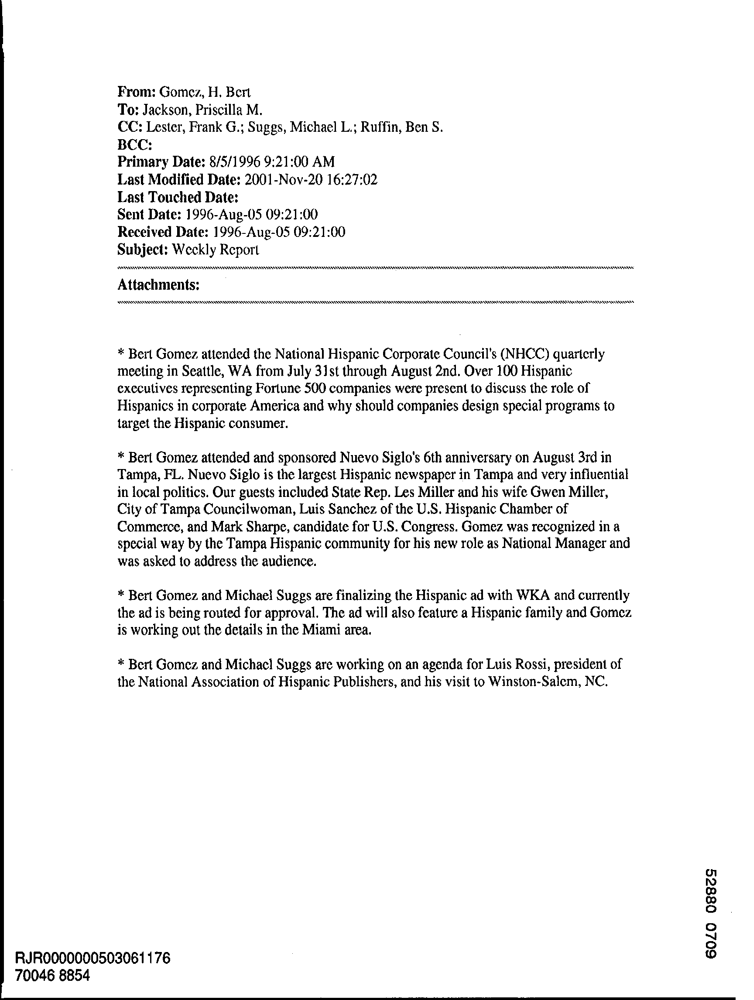 From: Gomez, H. Bert
To: Jackson, Priscilla M.
CC: Lester, Frank G.; Suggs, Michael L.; Ruffin, Ben S.
BCC:
Primary Date: 8/5/1996 9:21:00 AM
Last Modified Date: 2001-Nov-20 16:27:02
Last Touched Date:
Sent Date: 1996-Aug-05 09:21:00
Received Date: 1996-Aug-05 09:21:00
Subject: Weekly Report
Attachments:
* Bert Gomez attended the National Hispanic Corporate Council's (NHCC) quarterly
meeting in Seattle, WA from July 31st through August 2nd. Over 100 Hispanic
executives representing Fortune 500 companies were present to discuss the role of
Hispanics in corporate America and why should companies design special programs to
target the Hispanic consumer.
* Bert Gomez attended and sponsored Nuevo Siglo's 6th anniversary on August 3rd in
Tampa, FL. Nuevo Siglo is the largest Hispanic newspaper in Tampa and very influential
in local politics. Our guests included State Rep. Les Miller and his wife Gwen Miller,
City of Tampa Councilwoman, Luis Sanchez of the U.S. Hispanic Chamber of
Commerce, and Mark Sharpe, candidate for U.S. Congress. Gomez was recognized in a
special way by the Tampa Hispanic community for his new role as National Manager and
was asked to address the audience.
* Bert Gomez and Michael Suggs are finalizing the Hispanic ad with WKA and currently
the ad is being routed for approval. The ad will also feature a Hispanic family and Gomez
is working out the details in the Miami area.
* Bert Gomez and Michael Suggs are working on an agenda for Luis Rossi, president of
the National Association of Hispanic Publishers, and his visit to Winston-Salem, NC.
52880 0709
RJR0000000503061176
70046 8854